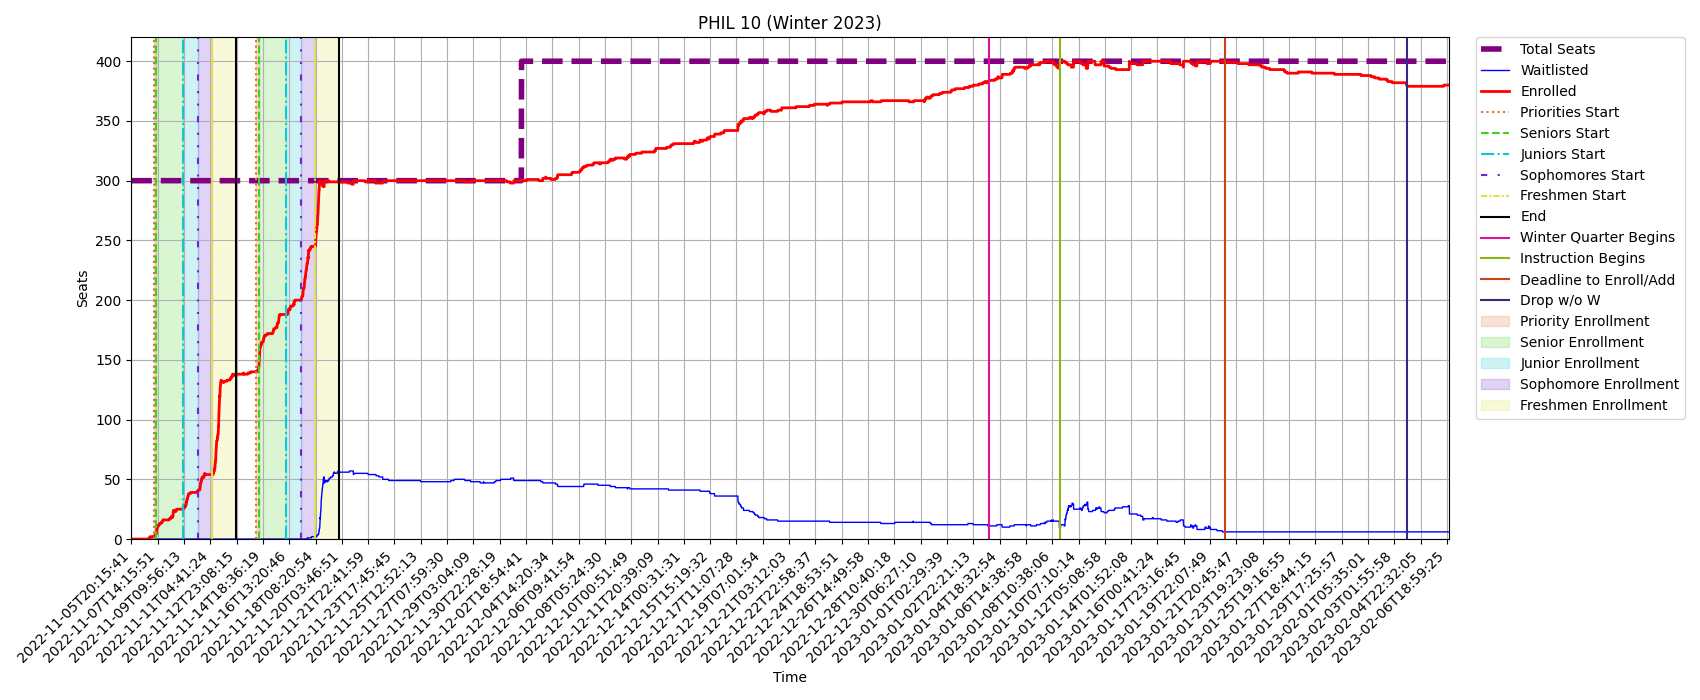 PHIL 10 (Winter 2023)
400
350
300
250
200
150
100
50
0
Seats
2022-11-05T20:15:41
2022-11-07T14:15:51
2022-11-09T09:56:13
2022-11-11T04:41:24
2022-11-12T23:08:15
2022-11-14T18:36:19
2022-11-16T13:20:46
2022-11-18T08:20:54
2022-11-20T03:46:51
2022-11-21T22:41:59
2022-11-23T17:45:45
2022-11-25T12:52:13
2022-11-27T07:59:30
2022-11-29T03:04:09
2022-11-30T22:28:19
2022-12-02T18:54:41
2022-12-04T14:20:34
2022-12-06T09:41:54
2022-12-08T05:24:30
2022-12-10T00:51:49
2022-12-11T20:39:09
2022-12-14T00:31:31
2022-12-15T15:19:32
2022-12-17T11:07:28
2022-12-19T07:01:54
2022-12-21T03:12:03
2022-12-22T22:58:37
2022-12-24T18:53:51
2022-12-26T14:49:58
2022-12-28T10:40:18
2022-12-30T06:27:10
2023-01-01T02:29:39
2023-01-02T22:21:13
2023-01-04T18:32:54
2023-01-06T14:38:58
2023-01-08T10:38:06
2023-01-10T07:10:14
2023-01-12T05:08:58
2023-01-14T01:52:08
2023-01-16T00:41:24
2023-01-17T23:16:45
2023-01-19T22:07:49
2023-01-21T20:45:47
2023-01-23T19:23:08
2023-01-25T19:16:55
2023-01-27T18:44:15
2023-01-29T17:25:57
2023-02-01T05:35:01
2023-02-03T01:55:58
2023-02-04T22:32:05
2023-02-06T18:59:25
Time
Total Seats
Waitlisted
Enrolled
Priorities Start
Seniors Start
Juniors Start
Sophomores Start
Freshmen Start
End
Winter Quarter Begins
Instruction Begins
Deadline to Enroll/Add
Drop w/o W
Priority Enrollment
Senior Enrollment
Junior Enrollment
Sophomore Enrollment
Freshmen Enrollment